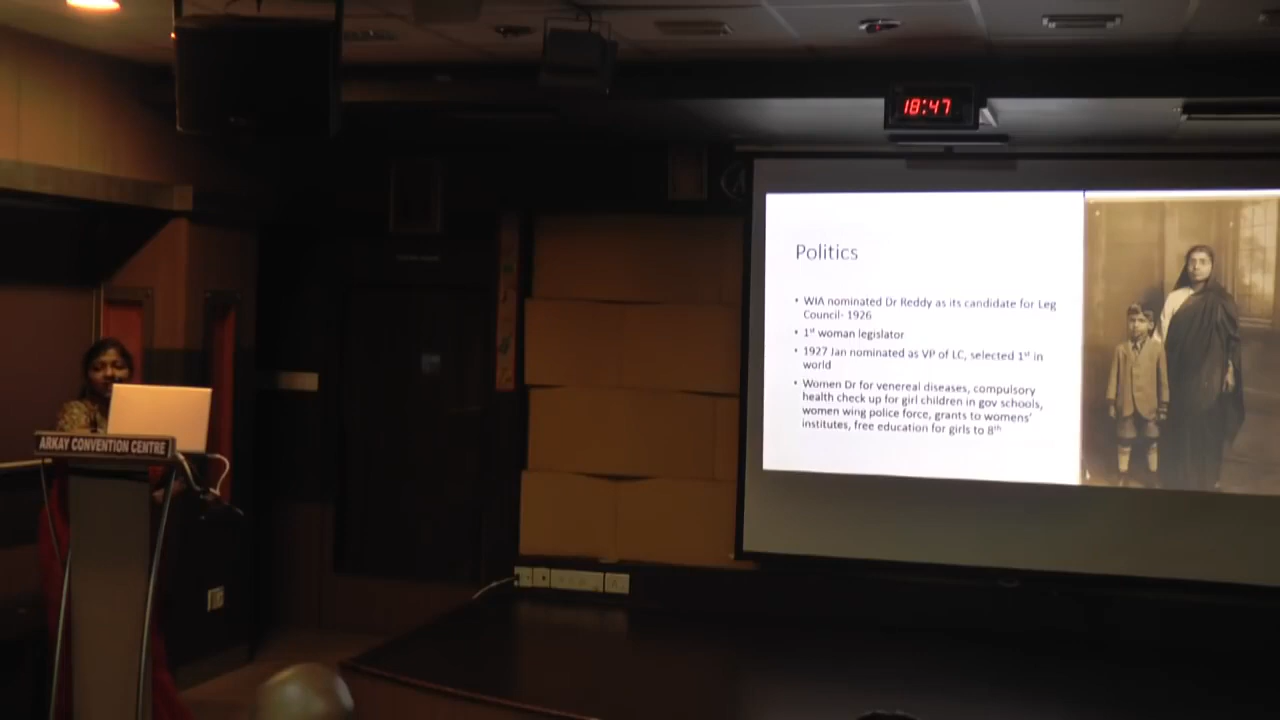 18:47
Politics
• WIA nominated Dr Reddy as its candidate for Leg
Council- 1926
• 1st woman legislator
• 1927 Jan nominated as VP of LC, selected 1st in
world
• Women Dr for venereal diseases, compulsory
health check up for girl children in gov schools,
women wing police force, grants to womens'
institutes, free education for girls to 8th
ARKAY CONVENTION CENTRE